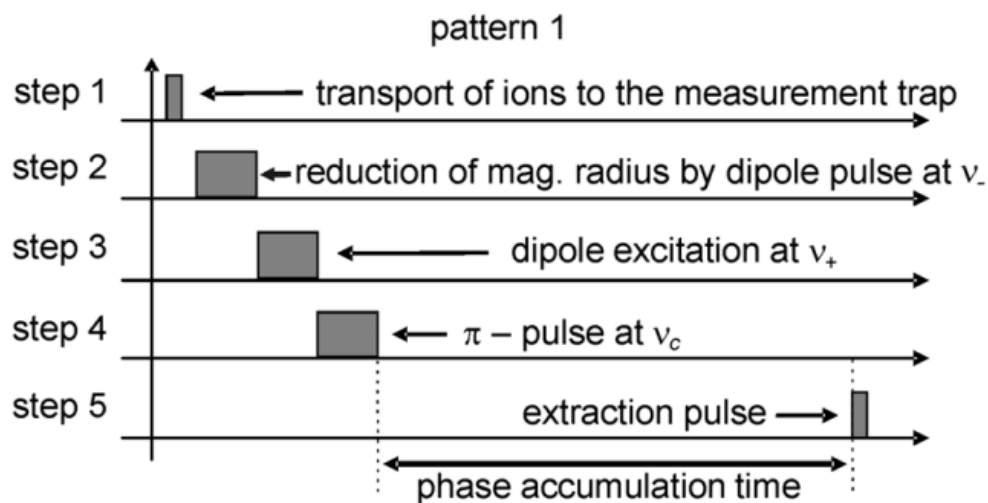 pattern 1
step 1 transport of ions to the measurement trap
step 2 reduction of mag. radius by dipole pulse at ν₋
step 3 dipole excitation at ν₊
step 4 π – pulse at ν_c
step 5 extraction pulse
phase accumulation time